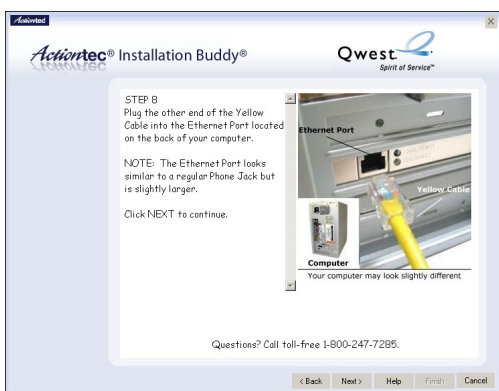 Actiontec
Actiontec® Installation Buddy®
Qwest
Spirit of Service™
STEP 8
Plug the other end of the Yellow
Cable into the Ethernet Port located
on the back of your computer.
NOTE: The Ethernet Port looks
similar to a regular Phone Jack but
is slightly larger.
Click NEXT to continue.
Ethernet Port
Yellow Cable
Computer
Your computer may look slightly different
Questions? Call toll-free 1-800-247-7285.
< Back
Next >
Help
Finish
Cancel